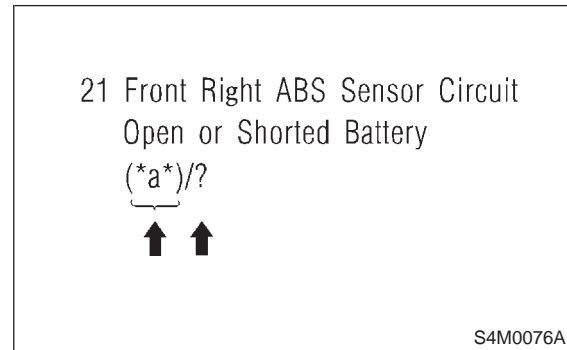 21 Front Right ABS Sensor Circuit
Open or Shorted Battery
(*a*)/?
S4M0076A